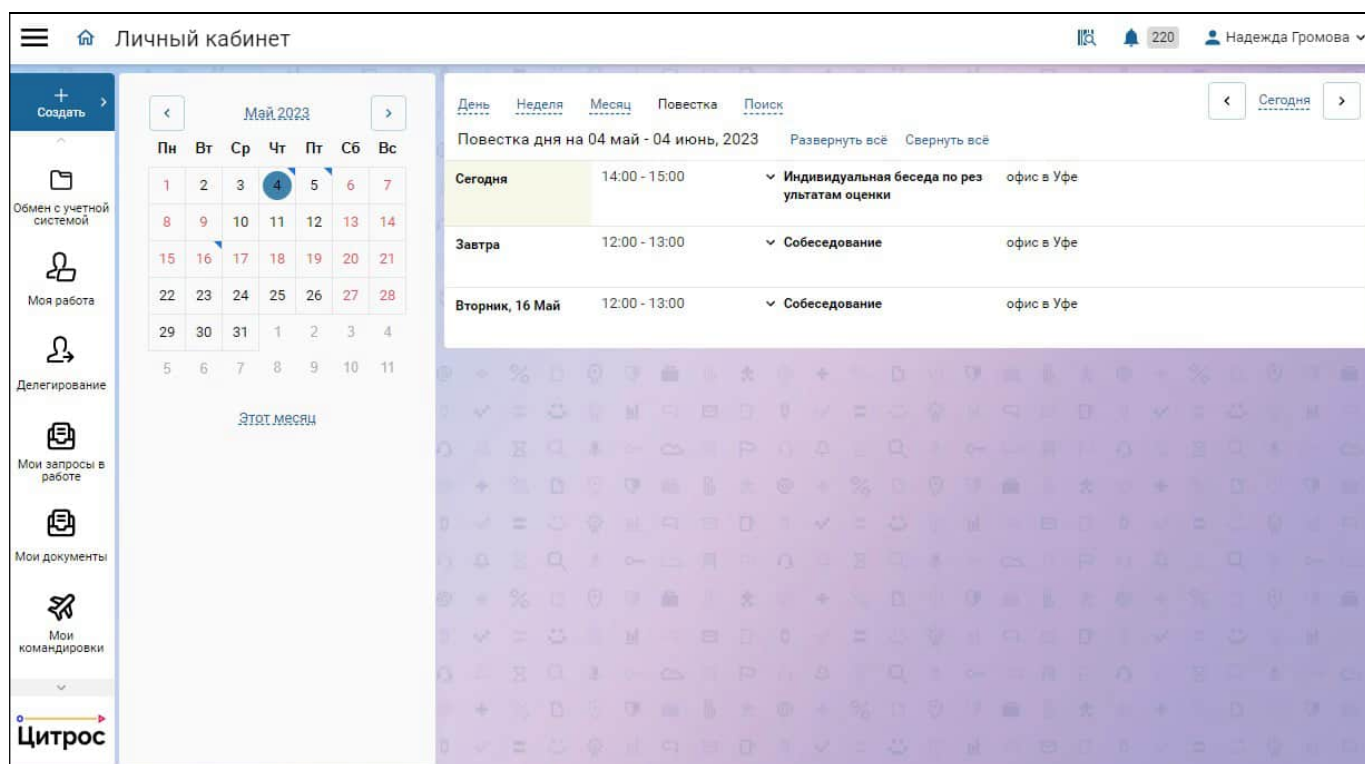 Личный кабинет
220
Надежда Громова
+
Создать
Обмен с учетной
системой
Моя работа
Делегирование
Мои запросы в
работе
Мои документы
Мои
командировки
Цитрос
Май 2023
Пн Вт Ср Чт Пт Сб Вс
1 2 3 4 5 6 7
8 9 10 11 12 13 14
15 16 17 18 19 20 21
22 23 24 25 26 27 28
29 30 31 1 2 3 4
5 6 7 8 9 10 11
Этот месяц
День Неделя Месяц Повестка Поиск
Сегодня
Повестка дня на 04 май - 04 июнь, 2023 Развернуть всё Свернуть всё
Сегодня 14:00 - 15:00 Индивидуальная беседа по рез офис в Уфе
ультатам оценки
Завтра 12:00 - 13:00 Собеседование офис в Уфе
Вторник, 16 Май 12:00 - 13:00 Собеседование офис в Уфе